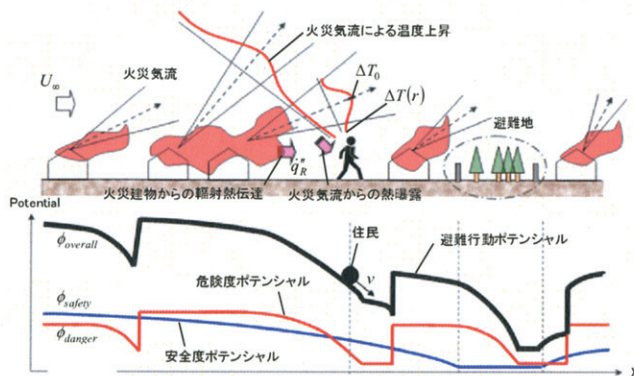 火災気流による温度上昇
U∞
火災気流
ΔT₀
ΔT(r)
避難地
q″R
火災建物からの輻射熱伝達
火災気流からの熱曝露
Potential
ϕoverall
住民
避難行動ポテンシャル
v
危険度ポテンシャル
ϕsafety
ϕdanger
安全度ポテンシャル
x